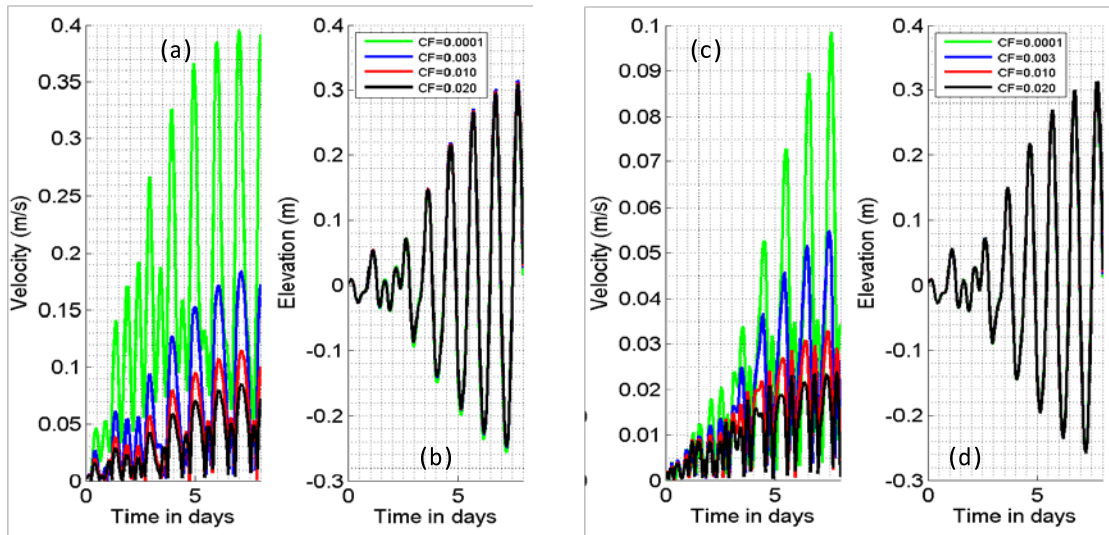 (a)
0.4
0.35
0.3
0.25
0.2
0.15
0.1
0.05
0
Velocity (m/s)
0 5
Time in days
CF=0.0001
CF=0.003
CF=0.010
CF=0.020
0.4
0.3
0.2
0.1
0
-0.1
-0.2
-0.3
Elevation (m)
(b)
5
Time in days
(c)
0.1
0.09
0.08
0.07
0.06
0.05
0.04
0.03
0.02
0.01
Velocity (m/s)
0 5
Time in days
CF=0.0001
CF=0.003
CF=0.010
CF=0.020
0.4
0.3
0.2
0.1
0
-0.1
-0.2
-0.3
Elevation (m)
(d)
0 5
Time in days